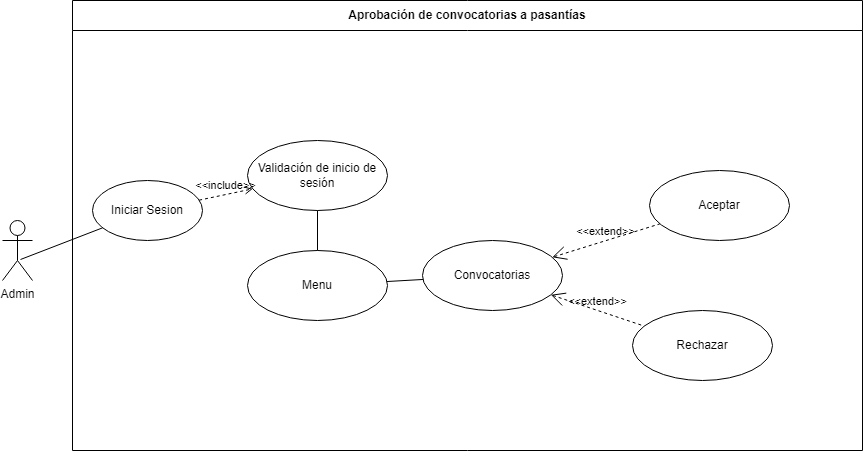 Aprobación de convocatorias a pasantías
Validación de inicio de
sesión
<<include>>
Iniciar Sesion
Aceptar
<<extend>>
Admin
Menu
Convocatorias
<<extend>>
Rechazar